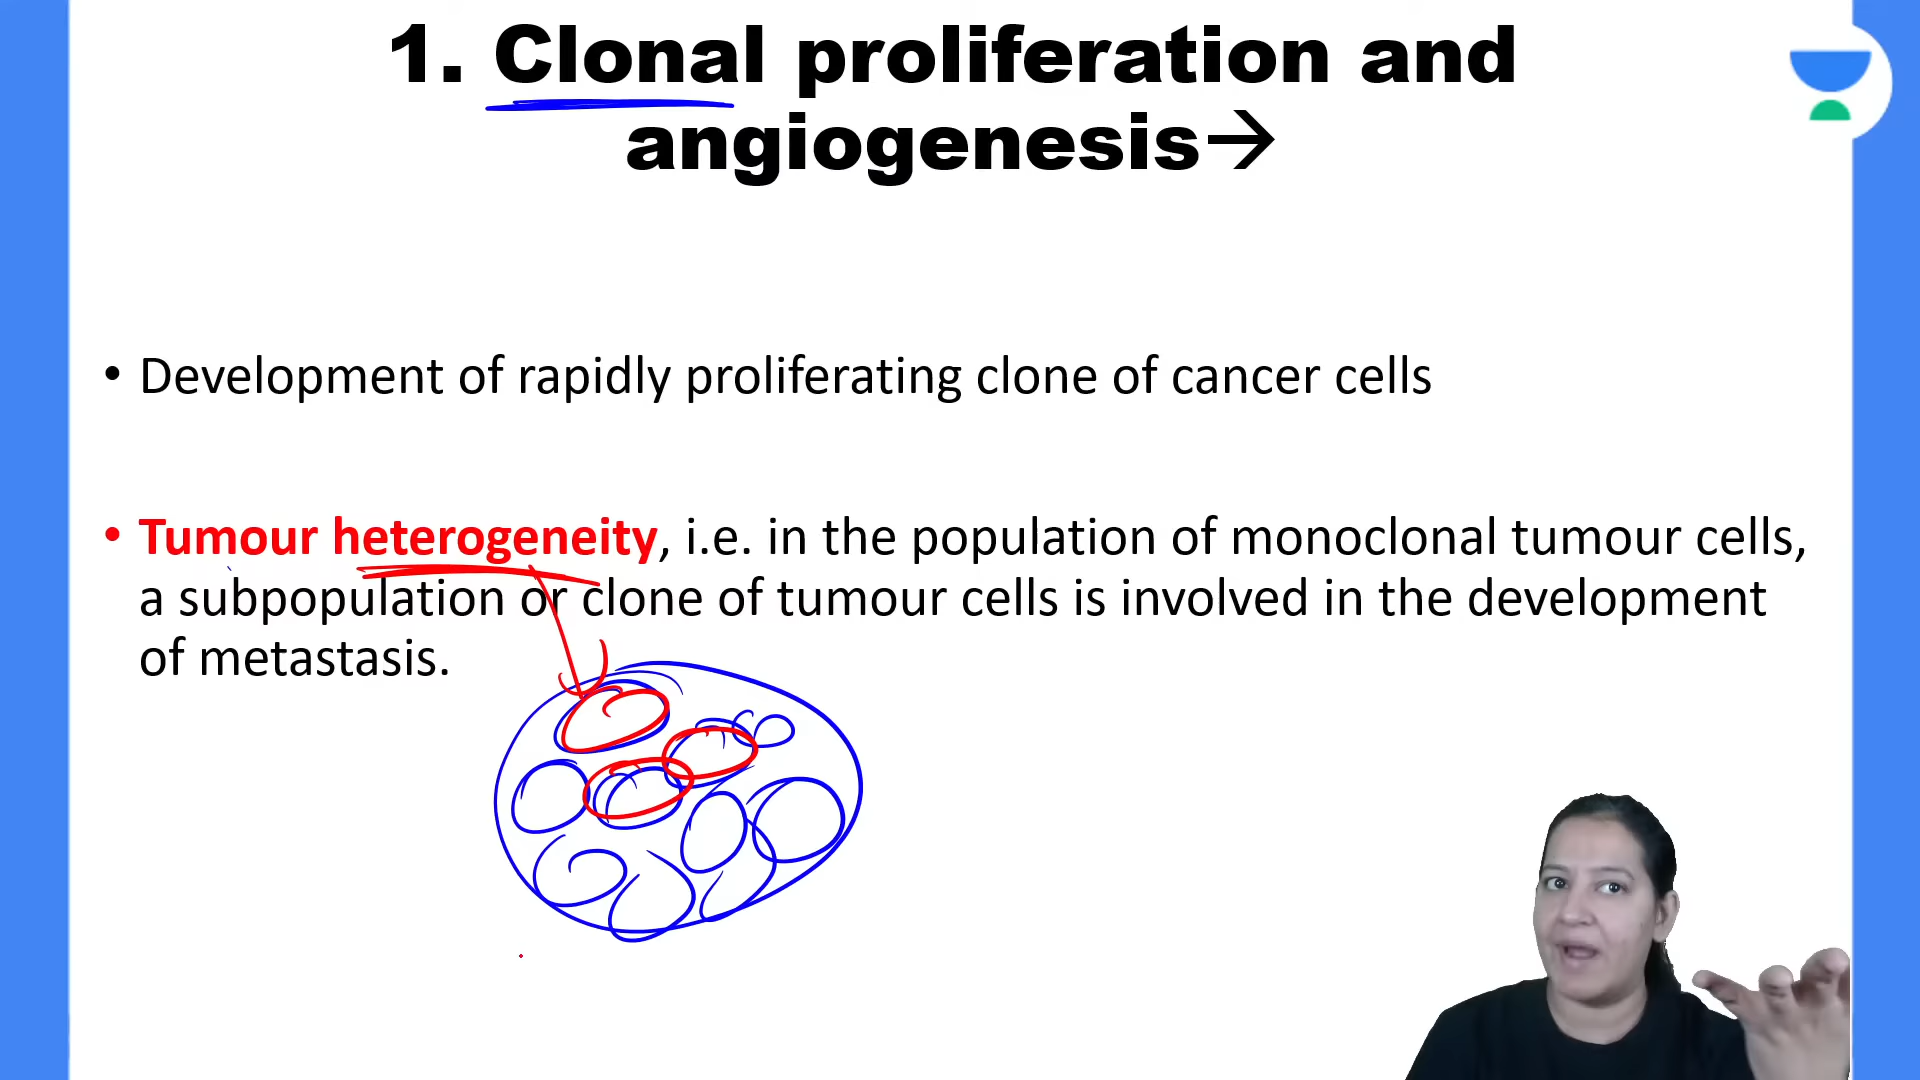 1. Clonal proliferation and
angiogenesis→
• Development of rapidly proliferating clone of cancer cells
• Tumour heterogeneity, i.e. in the population of monoclonal tumour cells,
a subpopulation or clone of tumour cells is involved in the development
of metastasis.